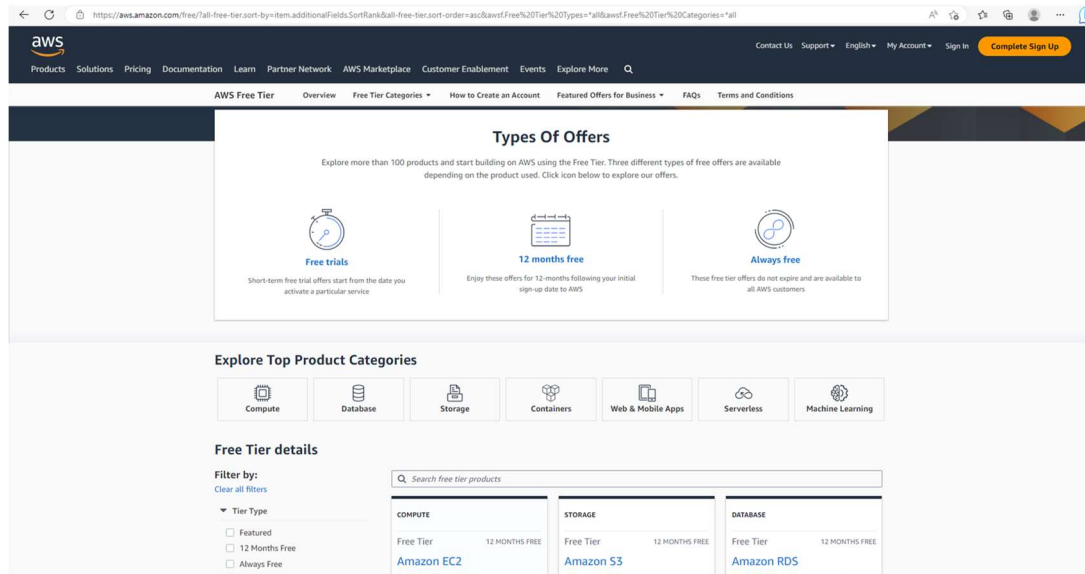 https://aws.amazon.com/free/?all-free-tier.sort-by=item.additionalFields.SortRank&all-free-tier.sort-order=asc&awsf.Free%20Tier%20Types=*all&awsf.Free%20Tier%20Categories=*all
aws
Contact Us Support English My Account Sign In Complete Sign Up
Products Solutions Pricing Documentation Learn Partner Network AWS Marketplace Customer Enablement Events Explore More
AWS Free Tier Overview Free Tier Categories How to Create an Account Featured Offers for Business FAQs Terms and Conditions
Types Of Offers
Explore more than 100 products and start building on AWS using the Free Tier. Three different types of free offers are available
depending on the product used. Click icon below to explore our offers.
Free trials
Short-term free trial offers start from the date you
activate a particular service
12 months free
Enjoy these offers for 12-months following your initial
sign-up date to AWS
Always free
These free tier offers do not expire and are available to
all AWS customers
Explore Top Product Categories
Compute Database Storage Containers Web & Mobile Apps Serverless Machine Learning
Free Tier details
Filter by:
Clear all filters
Tier Type
Featured
12 Months Free
Always Free
Search free tier products
COMPUTE
Free Tier 12 MONTHS FREE
Amazon EC2
STORAGE
Free Tier 12 MONTHS FREE
Amazon S3
DATABASE
Free Tier 12 MONTHS FREE
Amazon RDS